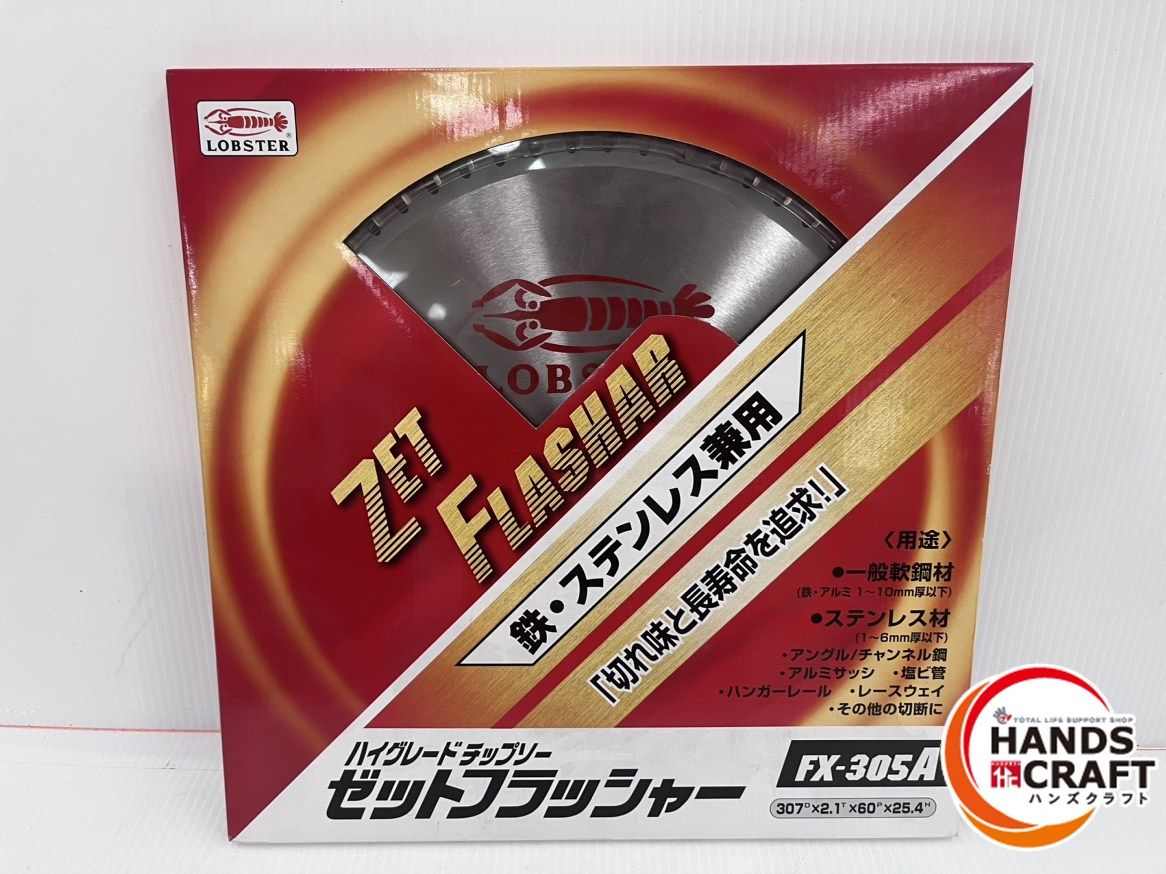 LOBSTER
ZET
FLASHAR
鉄・ステンレス兼用
「切れ味と長寿命を追求!」
〈用途〉
●一般軟鋼材
(鉄・アルミ 1〜10mm厚以下)
●ステンレス材
(1〜6mm厚以下)
・アングル/チャンネル鋼
・アルミサッシ ・塩ビ管
・ハンガーレール ・レースウェイ
・その他の切断に
ハイグレードチップソー
ゼットフラッシャー
FX-305A
307D×2.1T×60P×25.4H
TOTAL LIFE SUPPORT SHOP
HANDS
CRAFT
ハンズクラフト